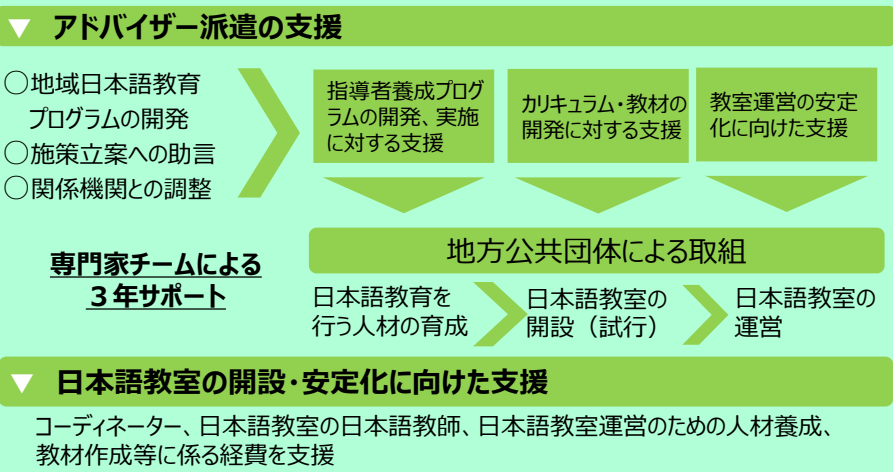 ▼ アドバイザー派遣の支援
○地域日本語教育
プログラムの開発
○施策立案への助言
○関係機関との調整
指導者養成プログ
ラムの開発、実施
に対する支援
カリキュラム・教材の
開発に対する支援
教室運営の安定
化に向けた支援
専門家チームによる
３年サポート
地方公共団体による取組
日本語教育を
行う人材の育成
日本語教室の
開設（試行）
日本語教室の
運営
▼ 日本語教室の開設・安定化に向けた支援
コーディネーター、日本語教室の日本語教師、日本語教室運営のための人材養成、
教材作成等に係る経費を支援